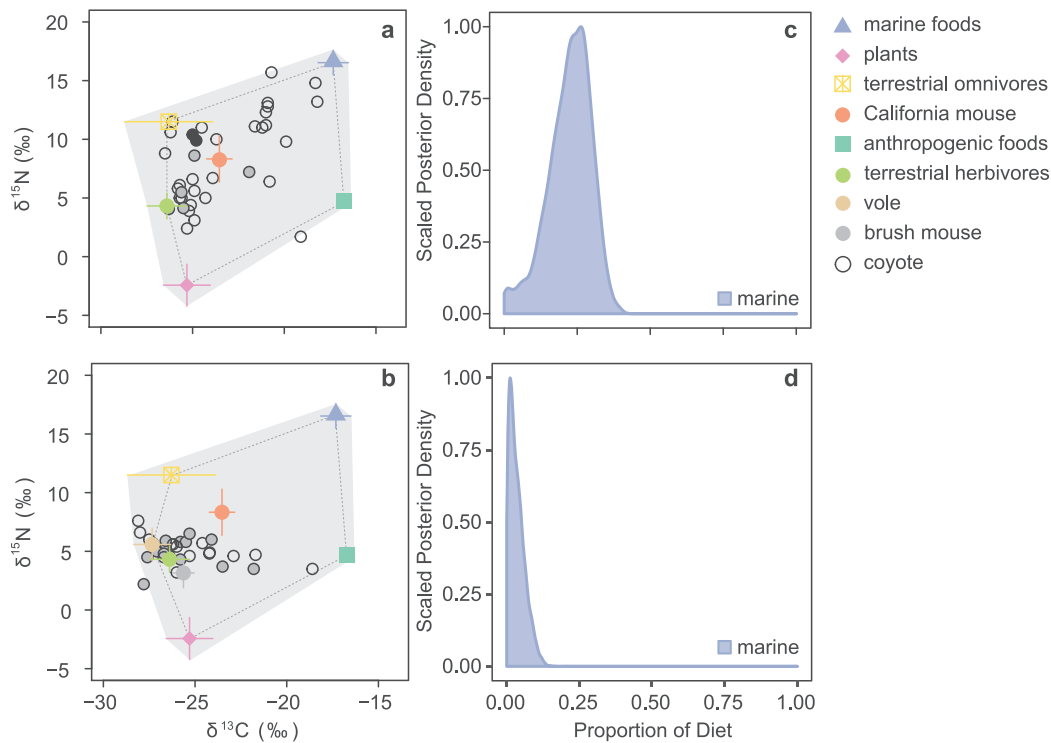 a
20
15
10
5
0
−5
δ15N (‰)
c
1.00
0.75
0.50
0.25
0.00
Scaled Posterior Density
marine
marine foods
plants
terrestrial omnivores
California mouse
anthropogenic foods
terrestrial herbivores
vole
brush mouse
coyote
b
20
15
10
5
0
−5
δ15N (‰)
−30 −25 −20 −15
δ13C (‰)
d
1.00
0.75
0.50
0.25
0.00
Scaled Posterior Density
marine
0.00 0.25 0.50 0.75 1.00
Proportion of Diet